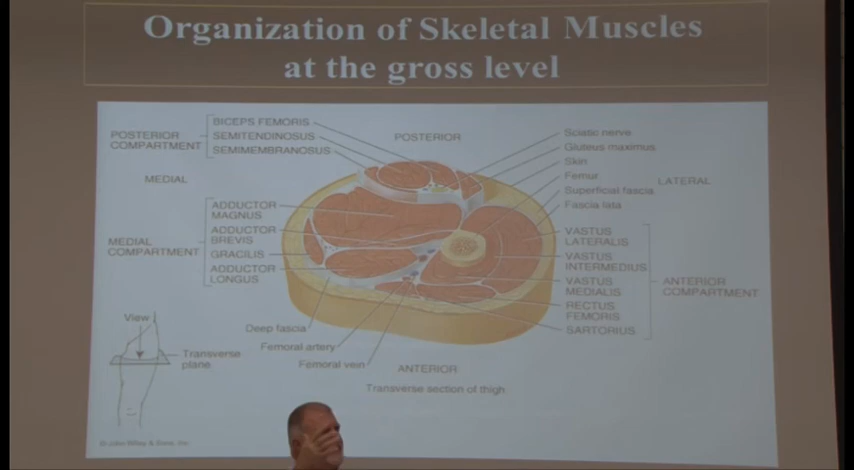 Organization of Skeletal Muscles
at the gross level
POSTERIOR
COMPARTMENT
BICEPS FEMORIS
SEMITENDINOSUS
SEMIMEMBRANOSUS
POSTERIOR
Sciatic nerve
Gluteus maximus
Skin
Femur
Superficial fascia
Fascia lata
LATERAL
MEDIAL
MEDIAL
COMPARTMENT
ADDUCTOR
MAGNUS
ADDUCTOR
BREVIS
GRACILIS
ADDUCTOR
LONGUS
VASTUS
LATERALIS
VASTUS
INTERMEDIUS
VASTUS
MEDIALIS
RECTUS
FEMORIS
SARTORIUS
ANTERIOR
COMPARTMENT
Deep fascia
Femoral artery
Femoral vein
View
Transverse
plane
ANTERIOR
Transverse section of thigh
& Sons, Inc.